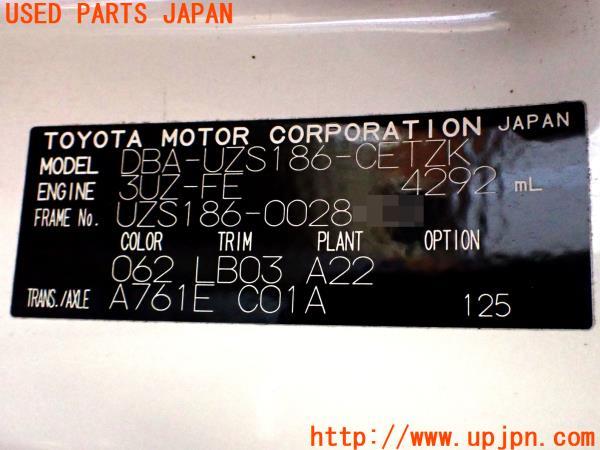 USED PARTS JAPAN
TOYOTA MOTOR CORPORATION JAPAN
MODEL DBA-UZS186-CETZK
ENGINE 3UZ-FE 4292 mL
FRAME No. UZS186-0028
COLOR TRIM PLANT OPTION
062 LB03 A22
TRANS./AXLE A761E C01A 125
http://www.upjpn.com